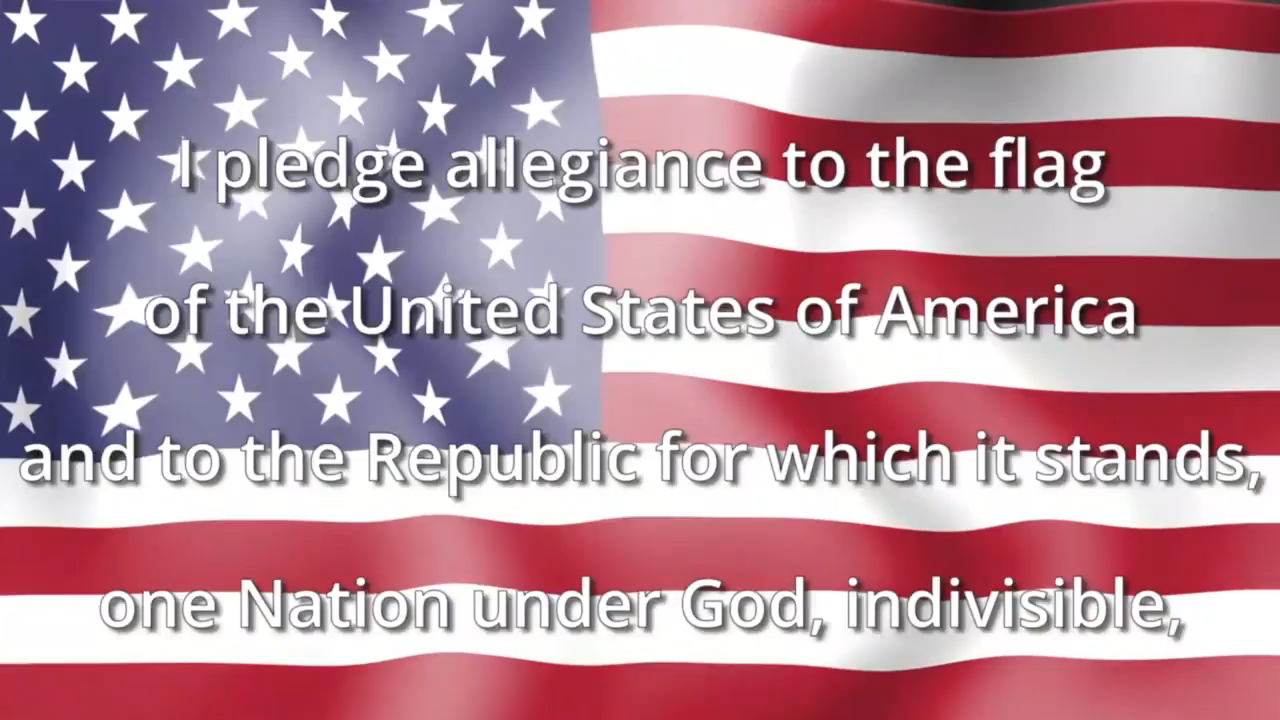 I pledge allegiance to the flag
of the United States of America
and to the Republic for which it stands,
one Nation under God, indivisible,